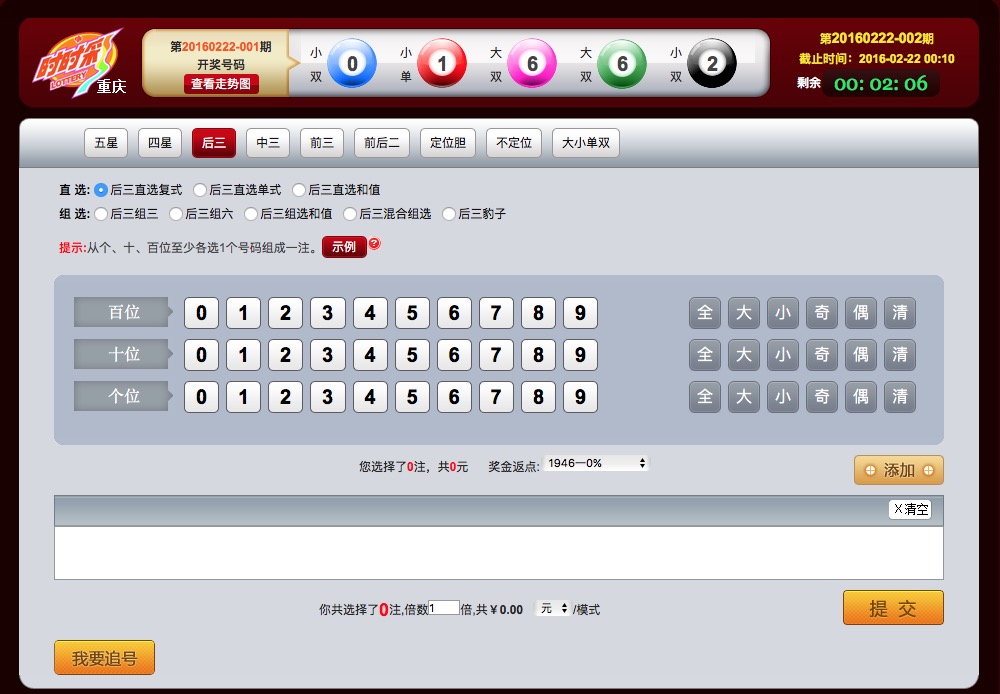 时时彩
LOTTERY
重庆
第20160222-001期
开奖号码
查看走势图
小 双 0 小 单 1 大 双 6 大 双 6 小 双 2
第20160222-002期
截止时间：2016-02-22 00:10
剩余 00: 02: 06
五星 四星 后三 中三 前三 前后二 定位胆 不定位 大小单双
直 选: 后三直选复式 后三直选单式 后三直选和值
组 选: 后三组三 后三组六 后三组选和值 后三混合组选 后三豹子
提示:从个、十、百位至少各选1个号码组成一注。 示例 ?
百位 0 1 2 3 4 5 6 7 8 9 全 大 小 奇 偶 清
十位 0 1 2 3 4 5 6 7 8 9 全 大 小 奇 偶 清
个位 0 1 2 3 4 5 6 7 8 9 全 大 小 奇 偶 清
您选择了0注，共0元 奖金返点: 1946—0% 添加
X清空
你共选择了0注,倍数1倍,共￥0.00 元 /模式 提 交
我要追号